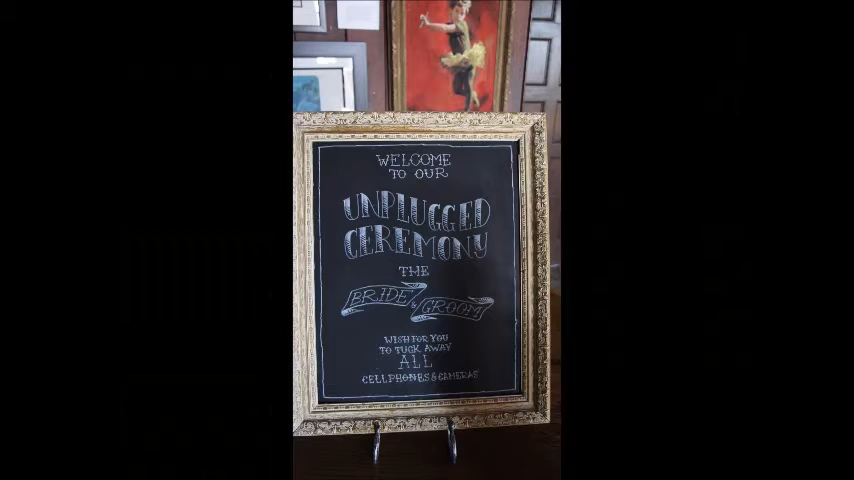 WELCOME
TO OUR
UNPLUGGED
CEREMONY
THE
BRIDE & GROOM
WISH FOR YOU
TO TUCK AWAY
ALL
CELLPHONES & CAMERAS